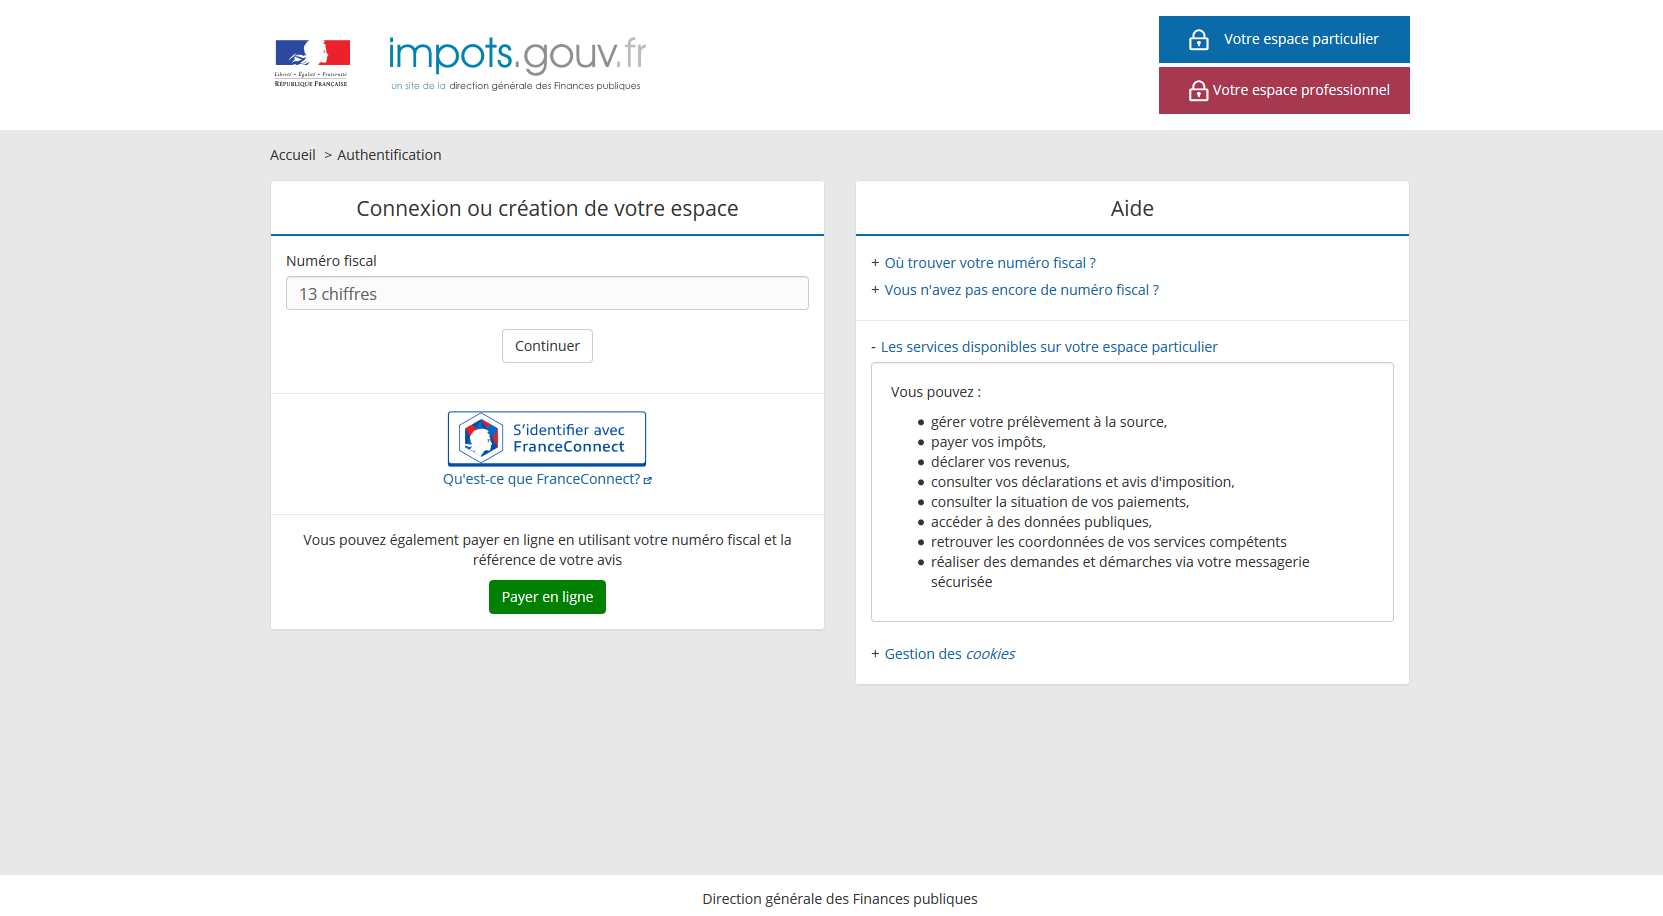 Liberté • Égalité • Fraternité
RÉPUBLIQUE FRANÇAISE
impots.gouv.fr
un site de la direction générale des Finances publiques
Votre espace particulier
Votre espace professionnel
Accueil > Authentification
Connexion ou création de votre espace
Numéro fiscal
13 chiffres
Continuer
S'identifier avec
FranceConnect
Qu'est-ce que FranceConnect?
Vous pouvez également payer en ligne en utilisant votre numéro fiscal et la
référence de votre avis
Payer en ligne
Aide
+ Où trouver votre numéro fiscal ?
+ Vous n'avez pas encore de numéro fiscal ?
- Les services disponibles sur votre espace particulier
Vous pouvez :
• gérer votre prélèvement à la source,
• payer vos impôts,
• déclarer vos revenus,
• consulter vos déclarations et avis d'imposition,
• consulter la situation de vos paiements,
• accéder à des données publiques,
• retrouver les coordonnées de vos services compétents
• réaliser des demandes et démarches via votre messagerie
sécurisée
+ Gestion des cookies
Direction générale des Finances publiques